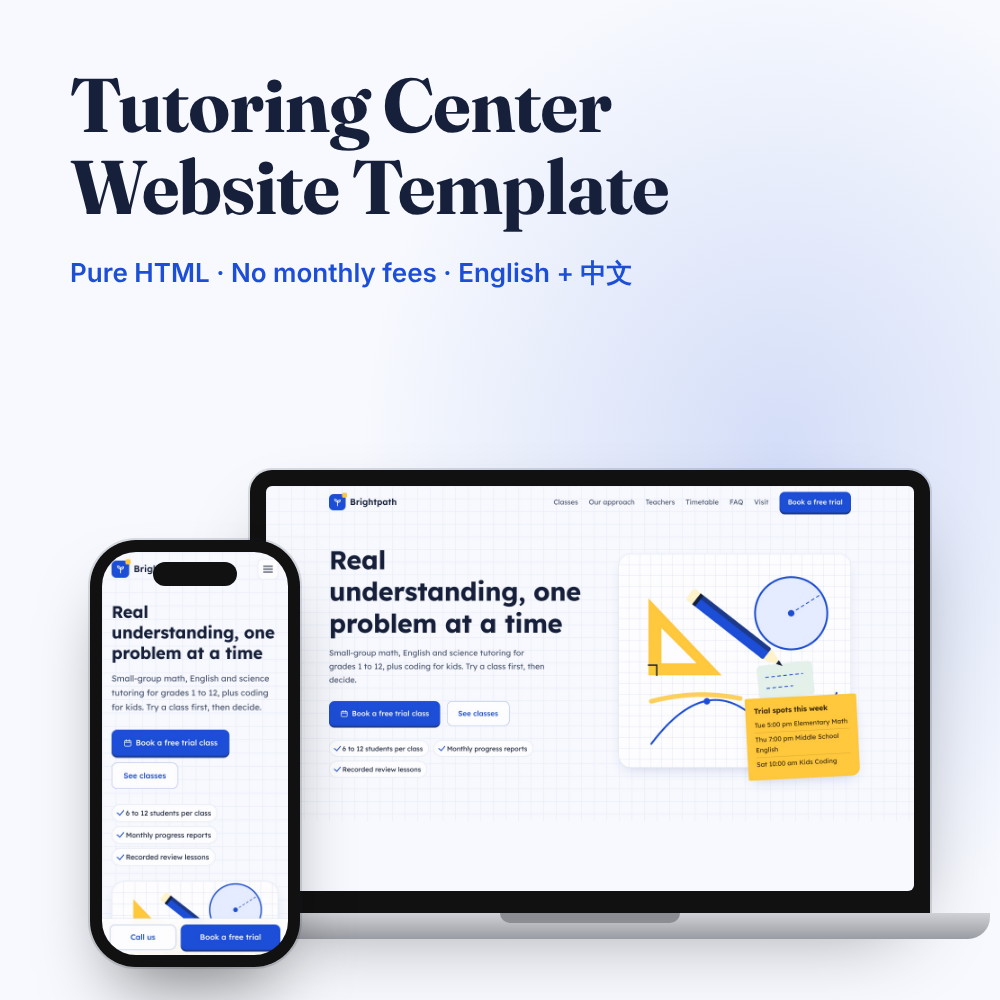 Tutoring Center
Website Template
Pure HTML · No monthly fees · English + 中文
Brightpath
Classes Our approach Teachers Timetable FAQ Visit Book a free trial
Real
understanding, one
problem at a time
Small-group math, English and science tutoring for
grades 1 to 12, plus coding for kids. Try a class first, then
decide.
Book a free trial class See classes
6 to 12 students per class Monthly progress reports
Recorded review lessons
Trial spots this week
Tue 5:00 pm Elementary Math
Thu 7:00 pm Middle School
English
Sat 10:00 am Kids Coding
Brig
Real
understanding, one
problem at a time
Small-group math, English and science
tutoring for grades 1 to 12, plus coding
for kids. Try a class first, then decide.
Book a free trial class
See classes
6 to 12 students per class
Monthly progress reports
Recorded review lessons
Call us Book a free trial